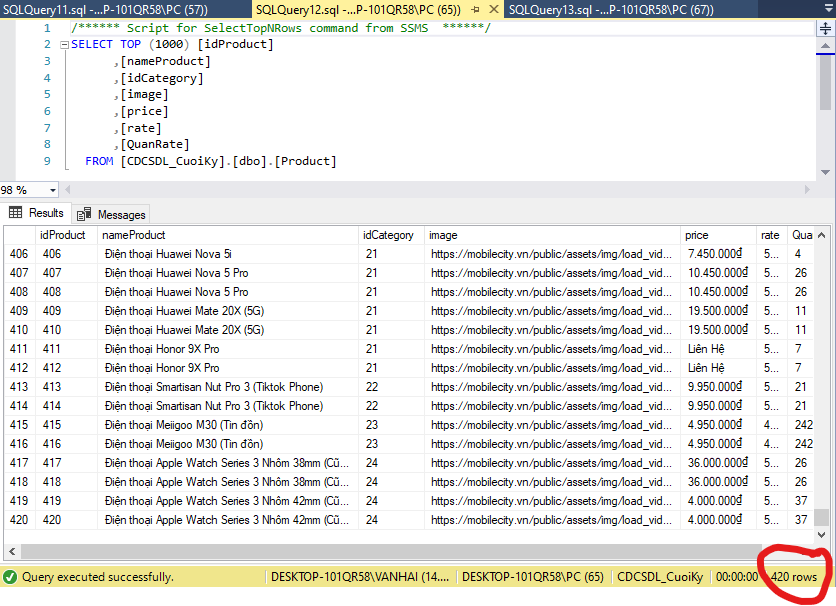 SQLQuery11.sql -...P-101QR58\PC (57)) SQLQuery12.sql -...P-101QR58\PC (65)) SQLQuery13.sql -...P-101QR58\PC (67))
1 /****** Script for SelectTopNRows command from SSMS ******/
2 SELECT TOP (1000) [idProduct]
3 ,[nameProduct]
4 ,[idCategory]
5 ,[image]
6 ,[price]
7 ,[rate]
8 ,[QuanRate]
9 FROM [CDCSDL_CuoiKy].[dbo].[Product]
98 %
Results Messages
idProduct nameProduct idCategory image price rate Qua
406 406 Điện thoại Huawei Nova 5i 21 https://mobilecity.vn/public/assets/img/load_vid... 7.450.000₫ 5... 4
407 407 Điện thoại Huawei Nova 5 Pro 21 https://mobilecity.vn/public/assets/img/load_vid... 10.450.000₫ 5... 26
408 408 Điện thoại Huawei Nova 5 Pro 21 https://mobilecity.vn/public/assets/img/load_vid... 10.450.000₫ 5... 26
409 409 Điện thoại Huawei Mate 20X (5G) 21 https://mobilecity.vn/public/assets/img/load_vid... 19.500.000₫ 5... 11
410 410 Điện thoại Huawei Mate 20X (5G) 21 https://mobilecity.vn/public/assets/img/load_vid... 19.500.000₫ 5... 11
411 411 Điện thoại Honor 9X Pro 21 https://mobilecity.vn/public/assets/img/load_vid... Liên Hệ 5... 7
412 412 Điện thoại Honor 9X Pro 21 https://mobilecity.vn/public/assets/img/load_vid... Liên Hệ 5... 7
413 413 Điện thoại Smartisan Nut Pro 3 (Tiktok Phone) 22 https://mobilecity.vn/public/assets/img/load_vid... 9.950.000₫ 5... 21
414 414 Điện thoại Smartisan Nut Pro 3 (Tiktok Phone) 22 https://mobilecity.vn/public/assets/img/load_vid... 9.950.000₫ 5... 21
415 415 Điện thoại Meiigoo M30 (Tin đồn) 23 https://mobilecity.vn/public/assets/img/load_vid... 4.950.000₫ 4... 242
416 416 Điện thoại Meiigoo M30 (Tin đồn) 23 https://mobilecity.vn/public/assets/img/load_vid... 4.950.000₫ 4... 242
417 417 Điện thoại Apple Watch Series 3 Nhôm 38mm (Cũ... 24 https://mobilecity.vn/public/assets/img/load_vid... 36.000.000₫ 5... 26
418 418 Điện thoại Apple Watch Series 3 Nhôm 38mm (Cũ... 24 https://mobilecity.vn/public/assets/img/load_vid... 36.000.000₫ 5... 26
419 419 Điện thoại Apple Watch Series 3 Nhôm 42mm (Cũ... 24 https://mobilecity.vn/public/assets/img/load_vid... 4.000.000₫ 5... 37
420 420 Điện thoại Apple Watch Series 3 Nhôm 42mm (Cũ... 24 https://mobilecity.vn/public/assets/img/load_vid... 4.000.000₫ 5... 37
Query executed successfully. DESKTOP-101QR58\VANHAI (14.... DESKTOP-101QR58\PC (65) CDCSDL_CuoiKy 00:00:00 420 rows